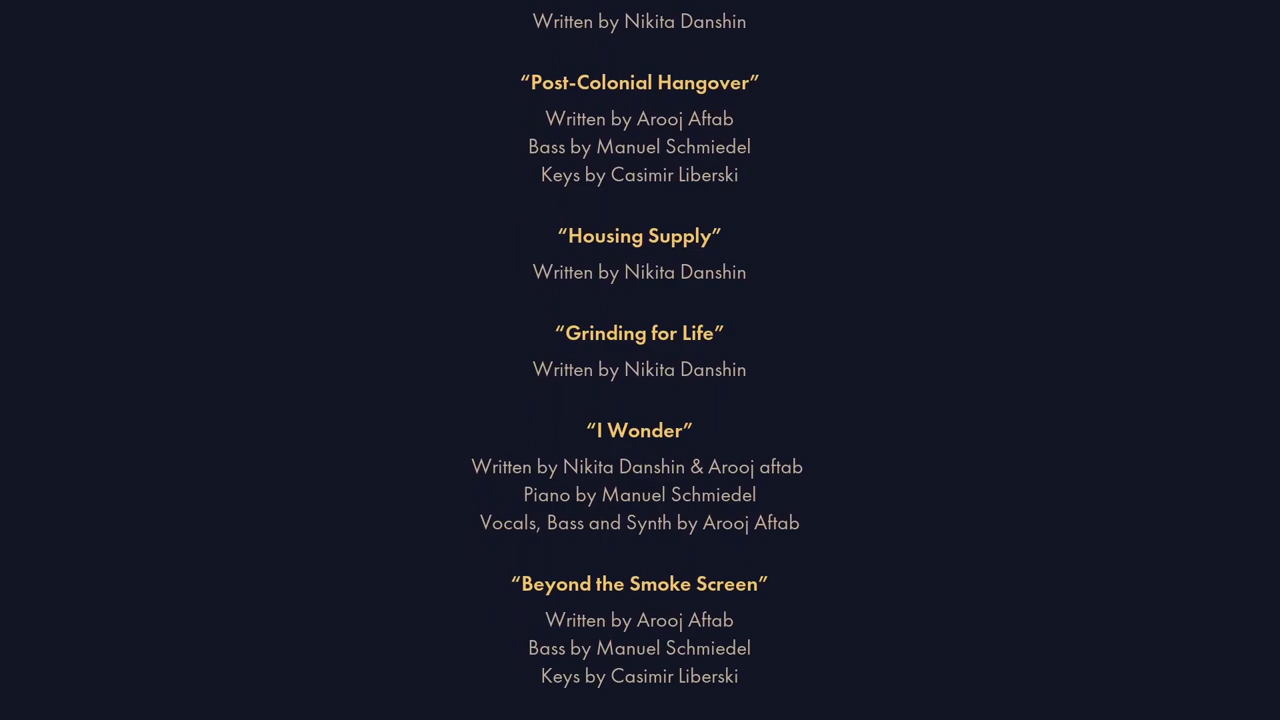 Written by Nikita Danshin
“Post-Colonial Hangover”
Written by Arooj Aftab
Bass by Manuel Schmiedel
Keys by Casimir Liberski
“Housing Supply”
Written by Nikita Danshin
“Grinding for Life”
Written by Nikita Danshin
“I Wonder”
Written by Nikita Danshin & Arooj aftab
Piano by Manuel Schmiedel
Vocals, Bass and Synth by Arooj Aftab
“Beyond the Smoke Screen”
Written by Arooj Aftab
Bass by Manuel Schmiedel
Keys by Casimir Liberski